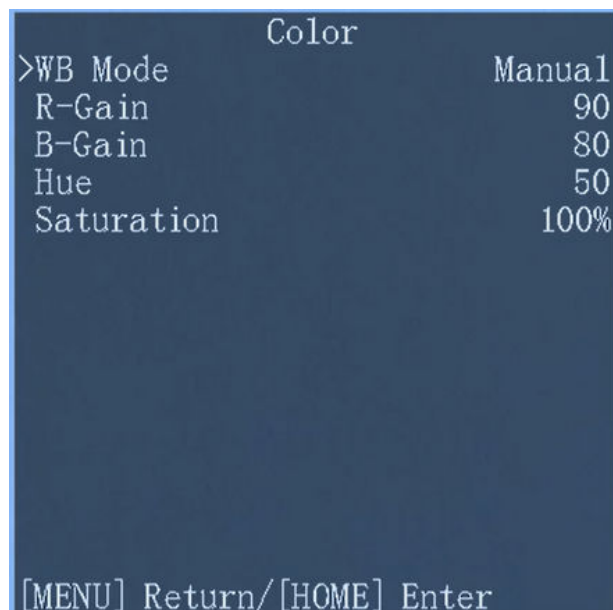 Color
>WB Mode Manual
R-Gain 90
B-Gain 80
Hue 50
Saturation 100%
[MENU] Return/[HOME] Enter